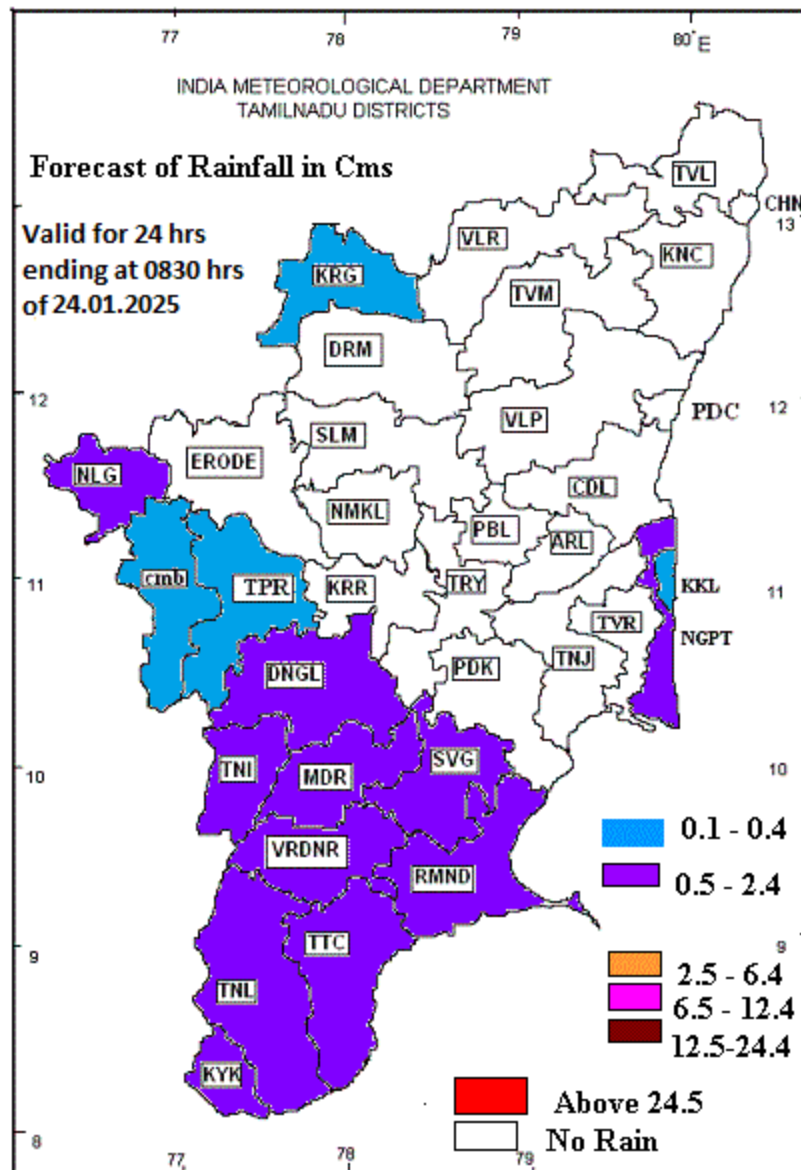 77 78 79 80°E
INDIA METEOROLOGICAL DEPARTMENT
TAMILNADU DISTRICTS
Forecast of Rainfall in Cms
TVL
CHN
13
Valid for 24 hrs
ending at 0830 hrs
of 24.01.2025
VLR
KNC
KRG
TVM
DRM
12
12
PDC
VLP
SLM
ERODE
NLG
CDL
NMKL
PBL
ARL
11
cmb
TPR
KRR
TRY
KKL
11
TVR
NGPT
DNGL
PDK
TNJ
10
TNI
MDR
SVG
10
0.1 - 0.4
VRDNR
RMND
0.5 - 2.4
9
TTC
9
2.5 - 6.4
TNL
6.5 - 12.4
12.5-24.4
KYK
Above 24.5
8
No Rain
77 78 79